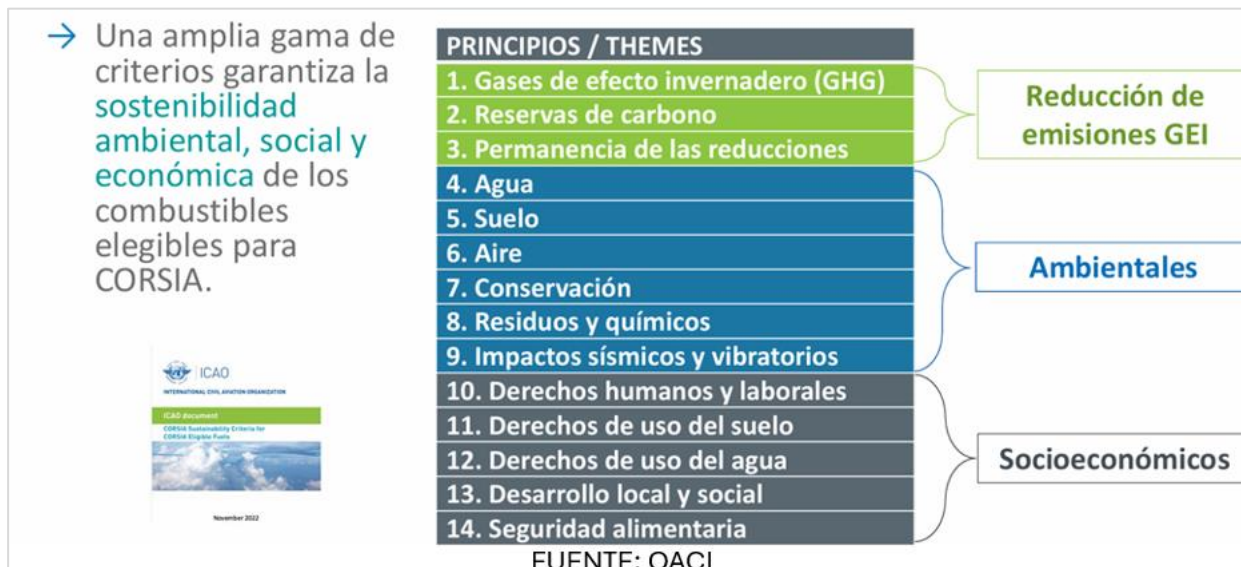 → Una amplia gama de
criterios garantiza la
sostenibilidad
ambiental, social y
económica de los
combustibles
elegibles para
CORSIA.
ICAO
INTERNATIONAL CIVIL AVIATION ORGANIZATION
ICAO document
CORSIA Sustainability Criteria for
CORSIA Eligible Fuels
November 2022
PRINCIPIOS / THEMES
1. Gases de efecto invernadero (GHG)
2. Reservas de carbono
3. Permanencia de las reducciones
4. Agua
5. Suelo
6. Aire
7. Conservación
8. Residuos y químicos
9. Impactos sísmicos y vibratorios
10. Derechos humanos y laborales
11. Derechos de uso del suelo
12. Derechos de uso del agua
13. Desarrollo local y social
14. Seguridad alimentaria
Reducción de
emisiones GEI
Ambientales
Socioeconómicos
FUENTE: OACI